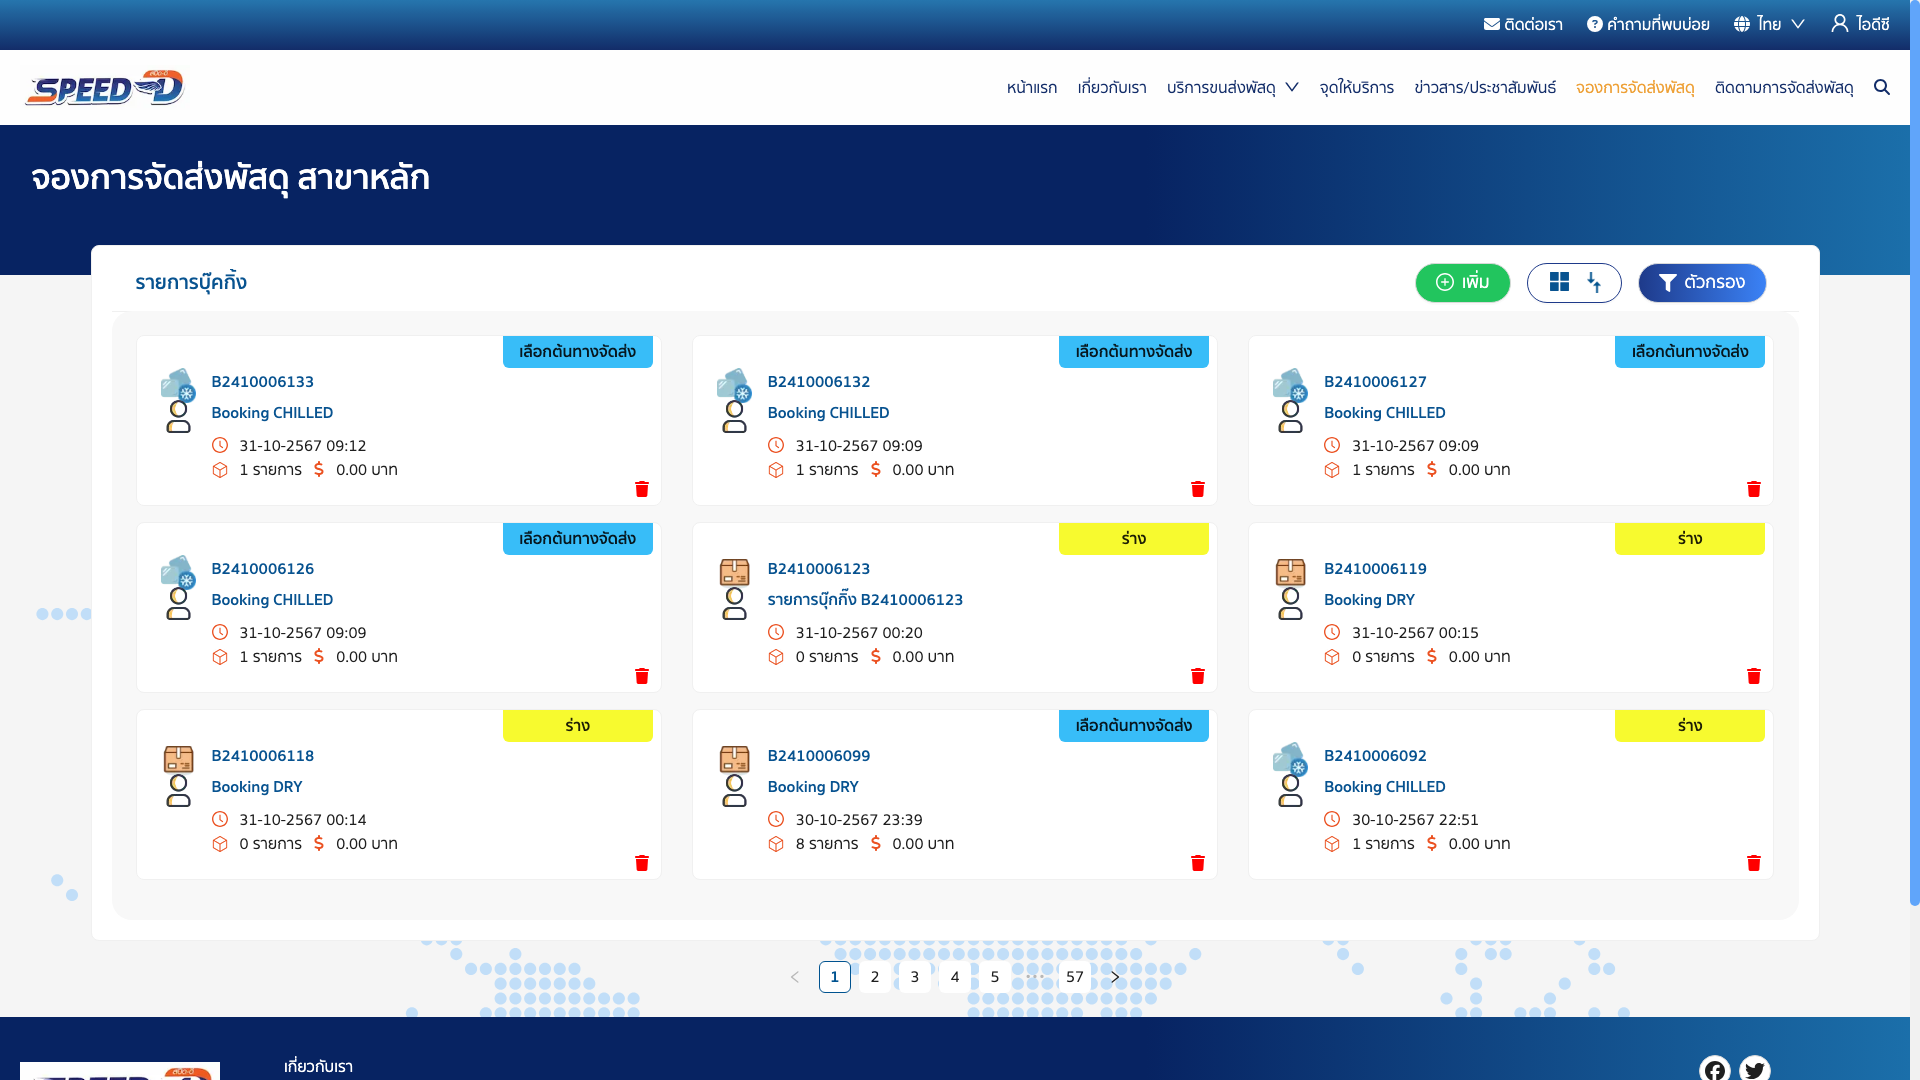 ติดต่อเรา คำถามที่พบบ่อย ไทย ไอดีซี
SPEED-D
หน้าแรก เกี่ยวกับเรา บริการขนส่งพัสดุ จุดให้บริการ ข่าวสาร/ประชาสัมพันธ์ จองการจัดส่งพัสดุ ติดตามการจัดส่งพัสดุ
จองการจัดส่งพัสดุ สาขาหลัก
รายการบุ๊คกิ้ง
เพิ่ม ตัวกรอง
เลือกต้นทางจัดส่ง
B2410006133
Booking CHILLED
31-10-2567 09:12
1 รายการ $ 0.00 บาท
เลือกต้นทางจัดส่ง
B2410006132
Booking CHILLED
31-10-2567 09:09
1 รายการ $ 0.00 บาท
เลือกต้นทางจัดส่ง
B2410006127
Booking CHILLED
31-10-2567 09:09
1 รายการ $ 0.00 บาท
เลือกต้นทางจัดส่ง
B2410006126
Booking CHILLED
31-10-2567 09:09
1 รายการ $ 0.00 บาท
ร่าง
B2410006123
รายการบุ๊กกิ๊ง B2410006123
31-10-2567 00:20
0 รายการ $ 0.00 บาท
ร่าง
B2410006119
Booking DRY
31-10-2567 00:15
0 รายการ $ 0.00 บาท
ร่าง
B2410006118
Booking DRY
31-10-2567 00:14
0 รายการ $ 0.00 บาท
เลือกต้นทางจัดส่ง
B2410006099
Booking DRY
30-10-2567 23:39
8 รายการ $ 0.00 บาท
ร่าง
B2410006092
Booking CHILLED
30-10-2567 22:51
1 รายการ $ 0.00 บาท
1 2 3 4 5 ••• 57
เกี่ยวกับเรา